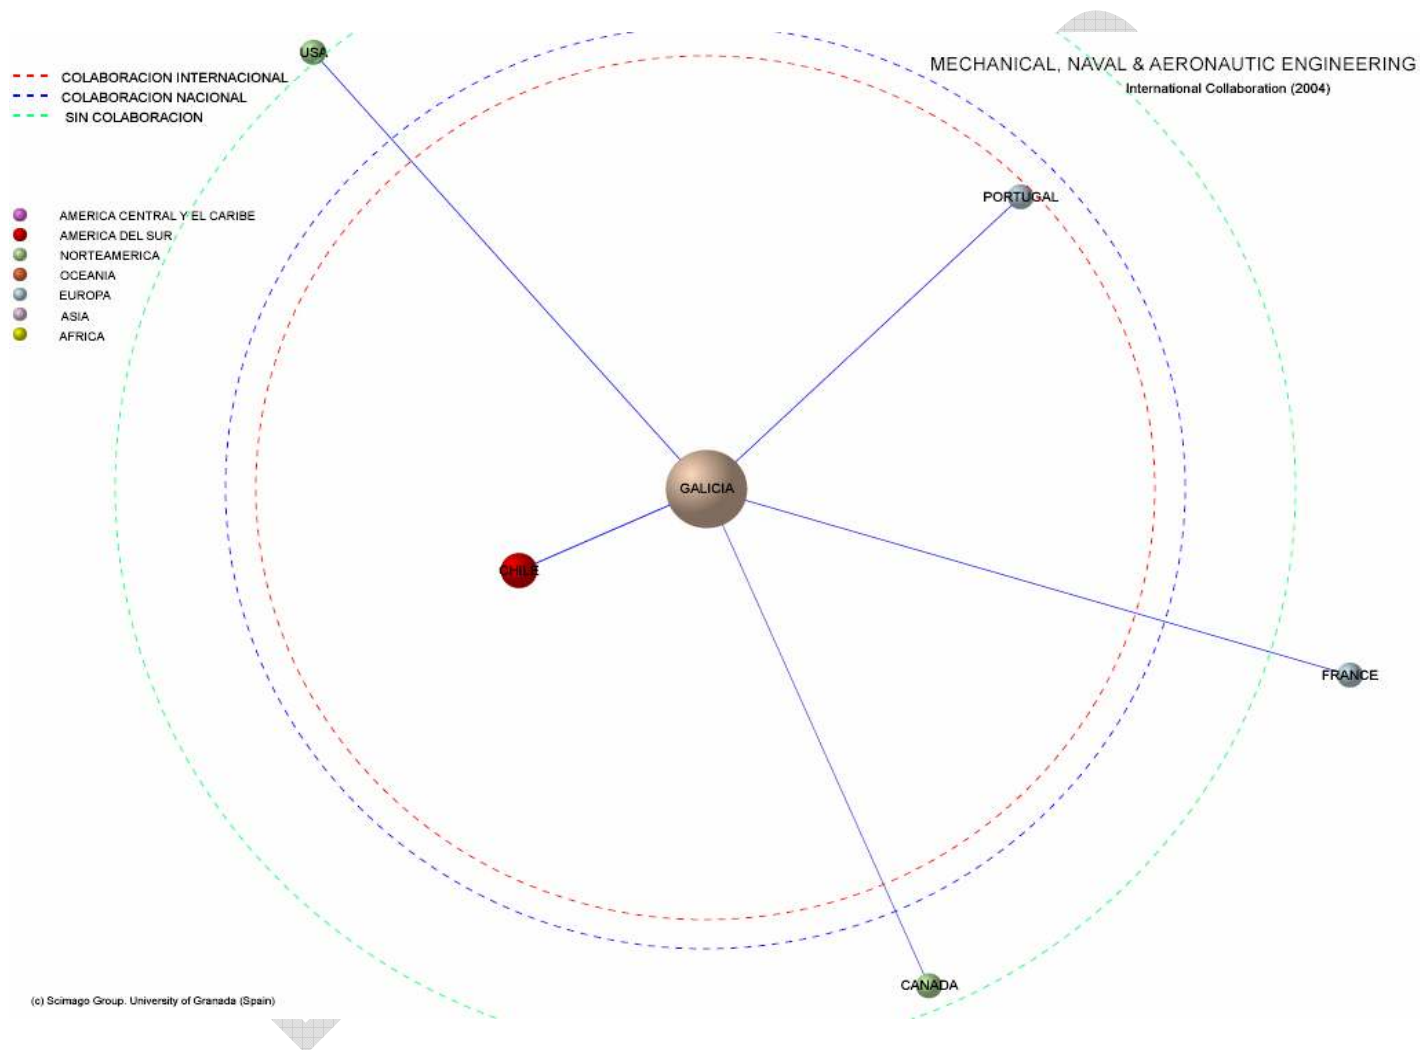 USA
COLABORACION INTERNACIONAL
COLABORACION NACIONAL
SIN COLABORACION
MECHANICAL, NAVAL & AERONAUTIC ENGINEERING
International Collaboration (2004)
AMERICA CENTRAL Y EL CARIBE
AMERICA DEL SUR
NORTEAMERICA
OCEANIA
EUROPA
ASIA
AFRICA
PORTUGAL
GALICIA
CHILE
FRANCE
CANADA
(c) Scimago Group. University of Granada (Spain)